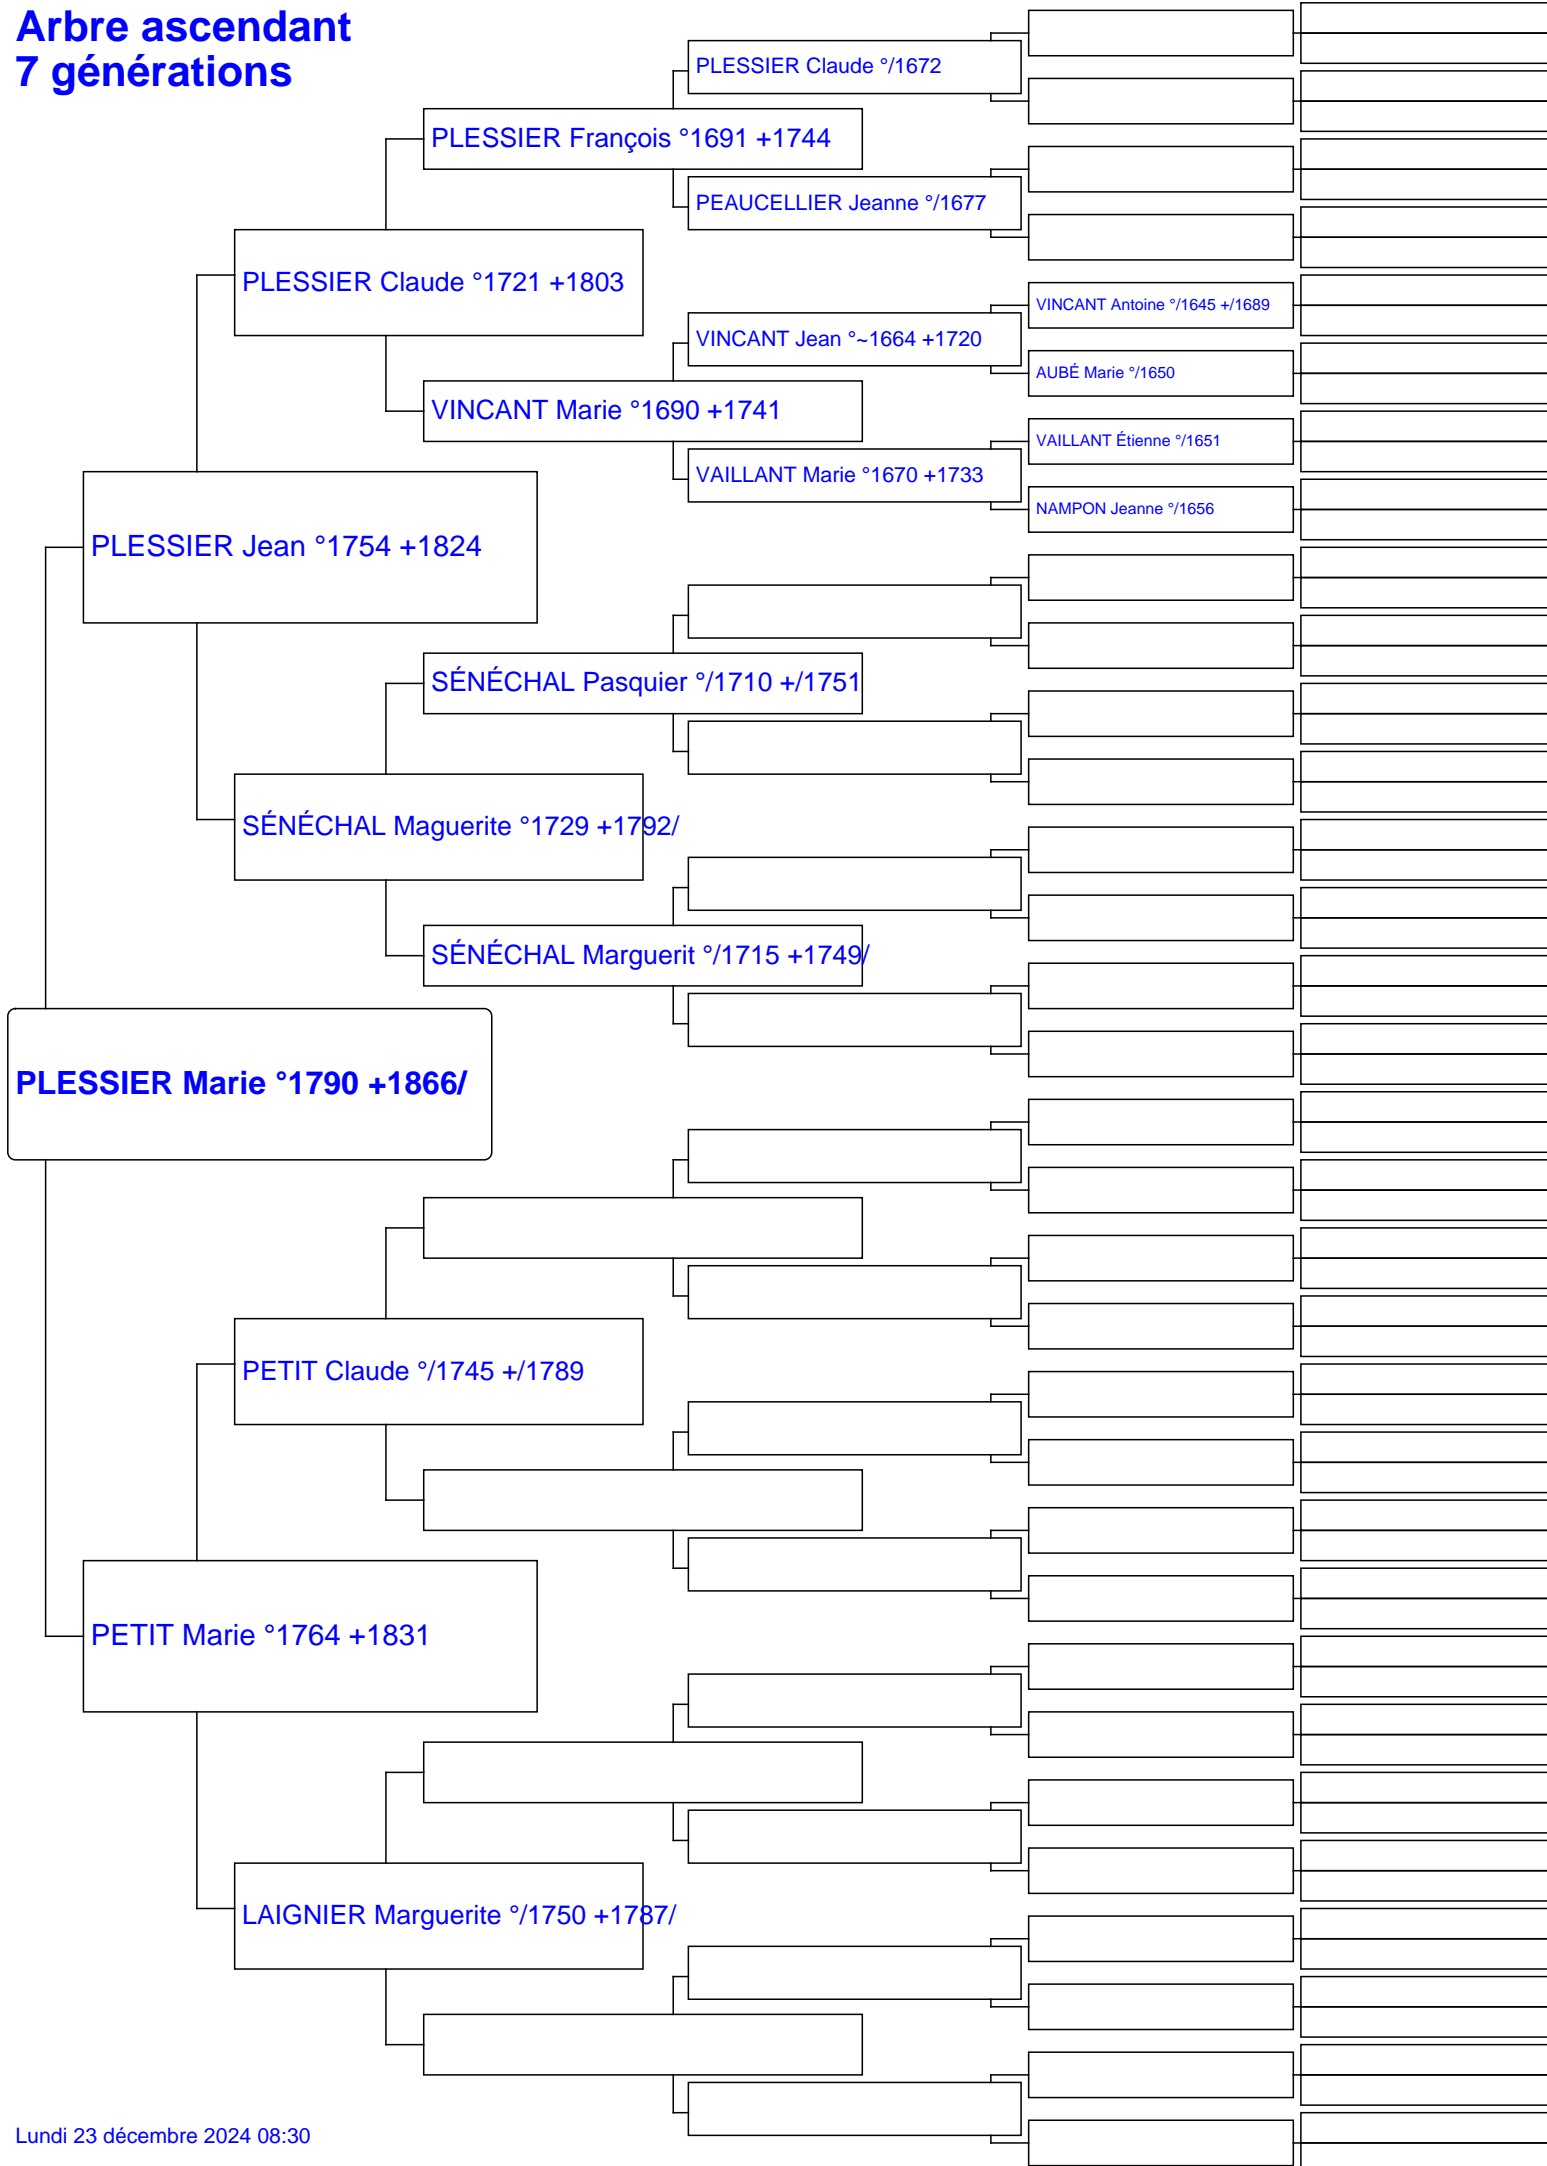 Arbre ascendant
7 générations
PLESSIER Claude °/1672
PLESSIER François °1691 +1744
PEAUCELLIER Jeanne °/1677
PLESSIER Claude °1721 +1803
VINCANT Antoine °/1645 +/1689
VINCANT Jean °~1664 +1720
AUBÉ Marie °/1650
VINCANT Marie °1690 +1741
VAILLANT Étienne °/1651
VAILLANT Marie °1670 +1733
NAMPON Jeanne °/1656
PLESSIER Jean °1754 +1824
SÉNÉCHAL Pasquier °/1710 +/1751
SÉNÉCHAL Maguerite °1729 +1792/
SÉNÉCHAL Marguerit °/1715 +1749/
PLESSIER Marie °1790 +1866/
PETIT Claude °/1745 +/1789
PETIT Marie °1764 +1831
LAIGNIER Marguerite °/1750 +1787/
Lundi 23 décembre 2024 08:30